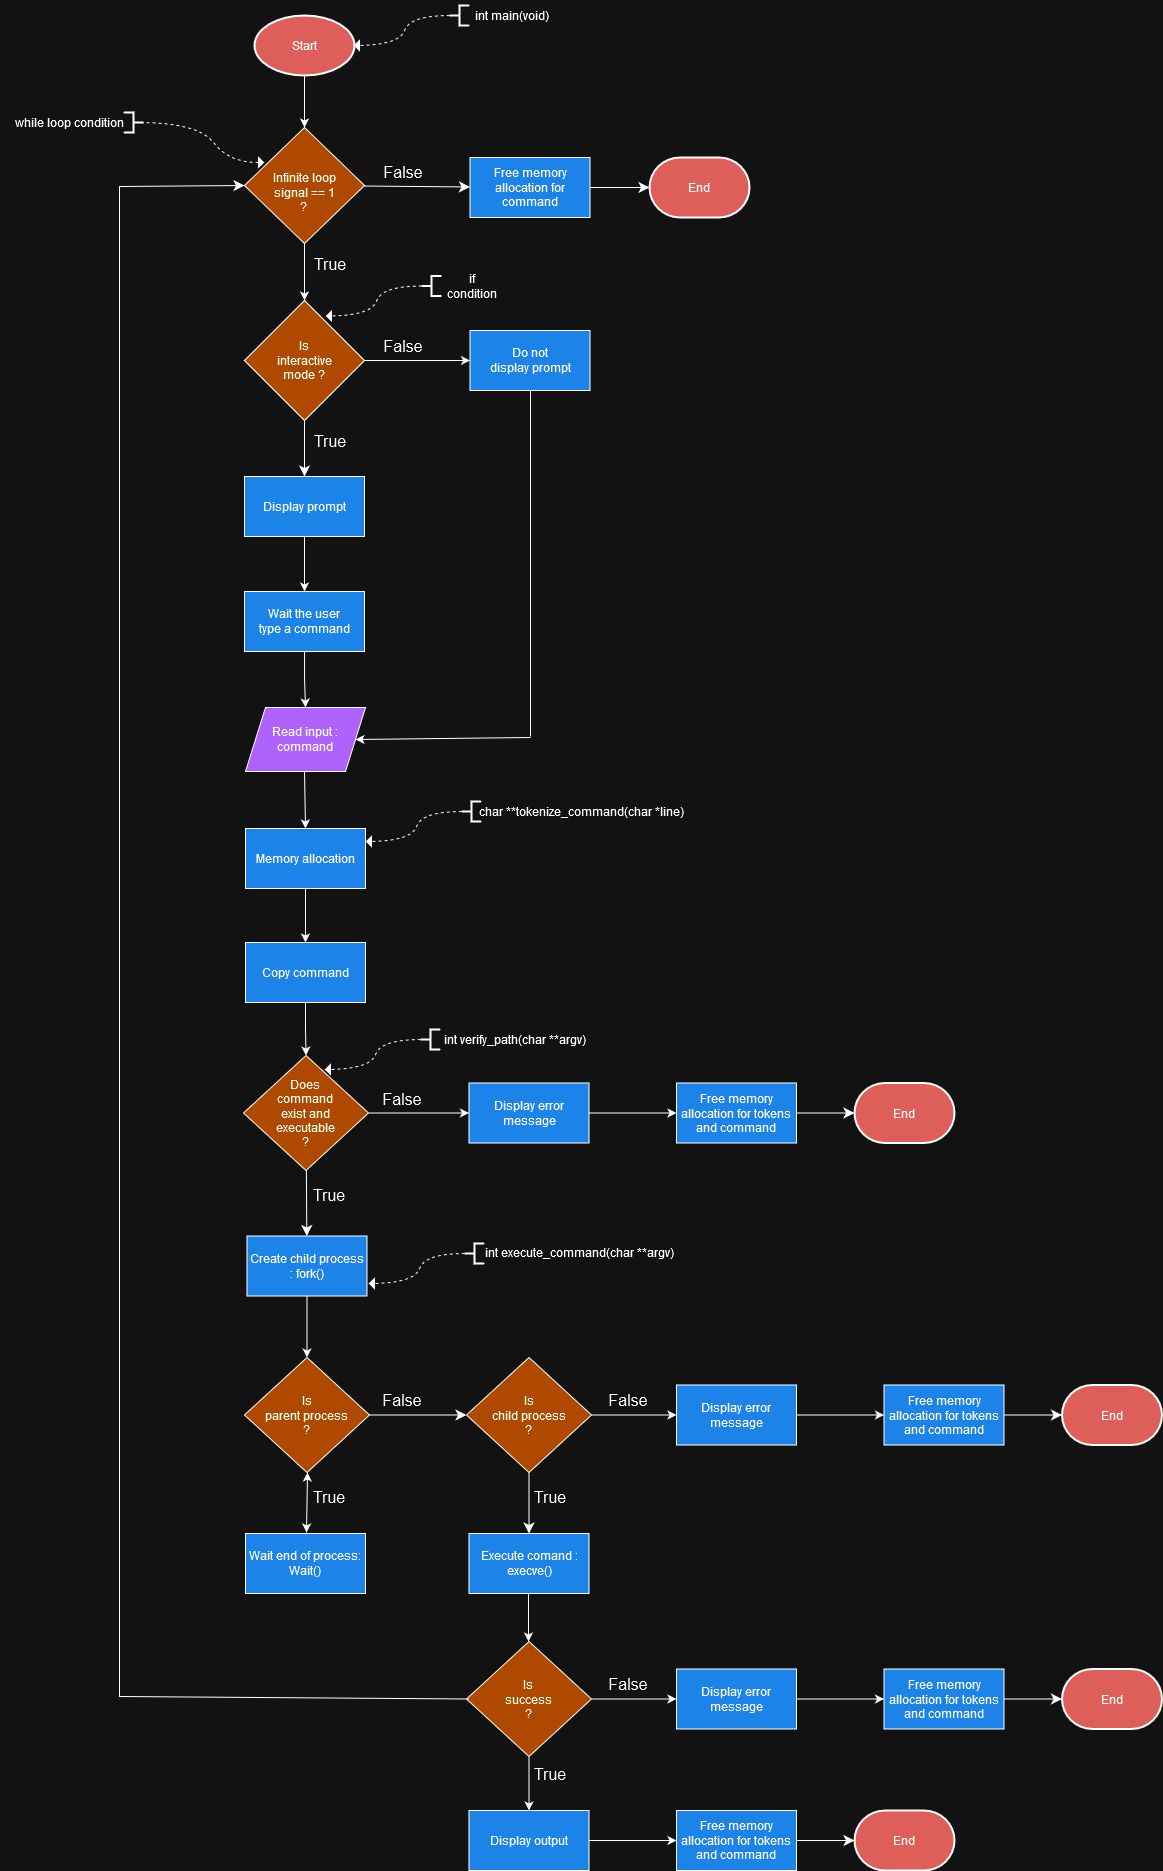 int main(void)
Start
while loop condition
Infinite loop
signal == 1
?
False
Free memory
allocation for
command
End
True
if
condition
Is
interactive
mode ?
False
Do not
display prompt
True
Display prompt
Wait the user
type a command
Read input :
command
char **tokenize_command(char *line)
Memory allocation
Copy command
int verify_path(char **argv)
Does
command
exist and
executable
?
False
Display error
message
Free memory
allocation for tokens
and command
End
True
Create child process
: fork()
int execute_command(char **argv)
Is
parent process
?
False
Is
child process
?
False
Display error
message
Free memory
allocation for tokens
and command
End
True
True
Wait end of process:
Wait()
Execute comand :
execve()
Is
success
?
False
Display error
message
Free memory
allocation for tokens
and command
End
True
Display output
Free memory
allocation for tokens
and command
End